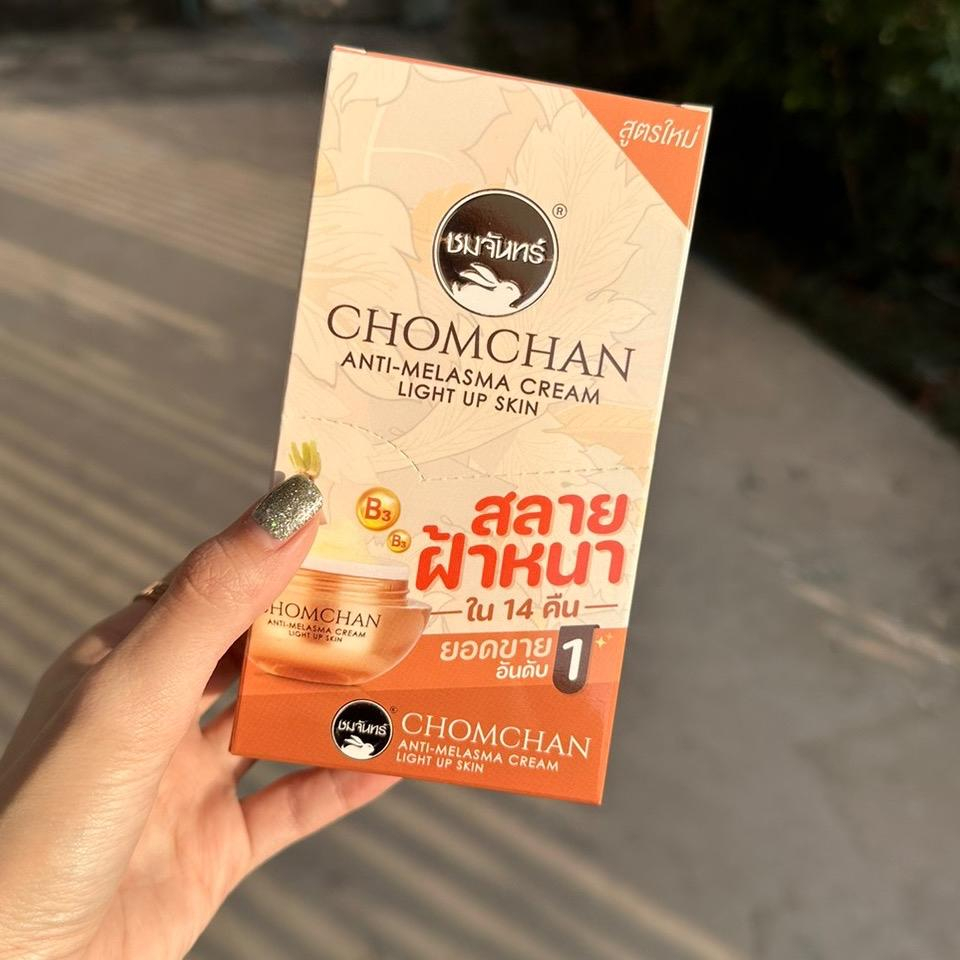 สูตรใหม่
ชมจันทร์
®
CHOMCHAN
ANTI-MELASMA CREAM
LIGHT UP SKIN
B3
B3
สลาย
ฝ้าหนา
ใน 14 คืน
ยอดขาย
อันดับ 1
CHOMCHAN
ANTI-MELASMA CREAM
LIGHT UP SKIN
ชมจันทร์
®
CHOMCHAN
ANTI-MELASMA CREAM
LIGHT UP SKIN